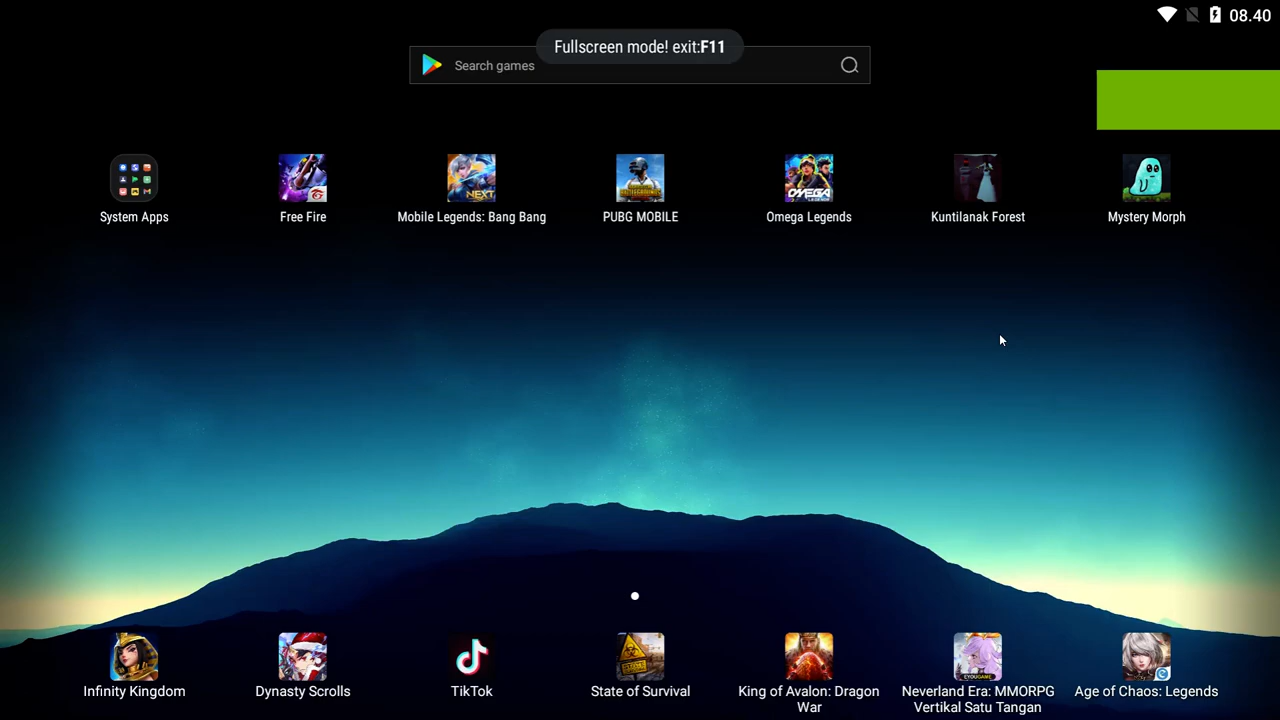 08.40
Fullscreen mode! exit:F11
Search games
System Apps
Free Fire
Mobile Legends: Bang Bang
PUBG MOBILE
Omega Legends
Kuntilanak Forest
Mystery Morph
Infinity Kingdom
Dynasty Scrolls
TikTok
State of Survival
King of Avalon: Dragon
War
Neverland Era: MMORPG
Vertikal Satu Tangan
Age of Chaos: Legends